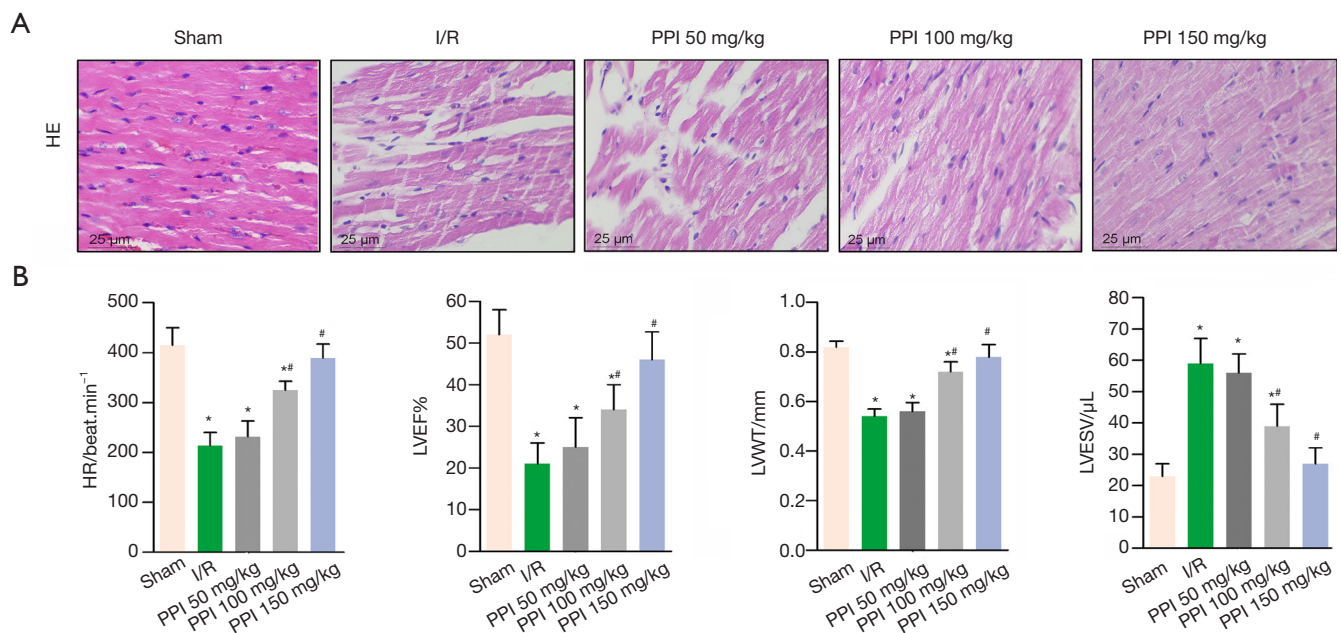 A
Sham
I/R
PPI 50 mg/kg
PPI 100 mg/kg
PPI 150 mg/kg
HE
25 µm
25 µm
25 µm
25 µm
25 µm
B
HR/beat.min⁻¹
500
400
300
200
100
0
*
*
*#
#
Sham
I/R
PPI 50 mg/kg
PPI 100 mg/kg
PPI 150 mg/kg
LVEF%
60
50
40
30
20
10
0
*
*
*#
#
Sham
I/R
PPI 50 mg/kg
PPI 100 mg/kg
PPI 150 mg/kg
LVWT/mm
1.0
0.8
0.6
0.4
0.2
0.0
*
*
*#
#
Sham
I/R
PPI 50 mg/kg
PPI 100 mg/kg
PPI 150 mg/kg
LVESV/µL
80
70
60
50
40
30
20
10
0
*
*
*#
#
Sham
I/R
PPI 50 mg/kg
PPI 100 mg/kg
PPI 150 mg/kg